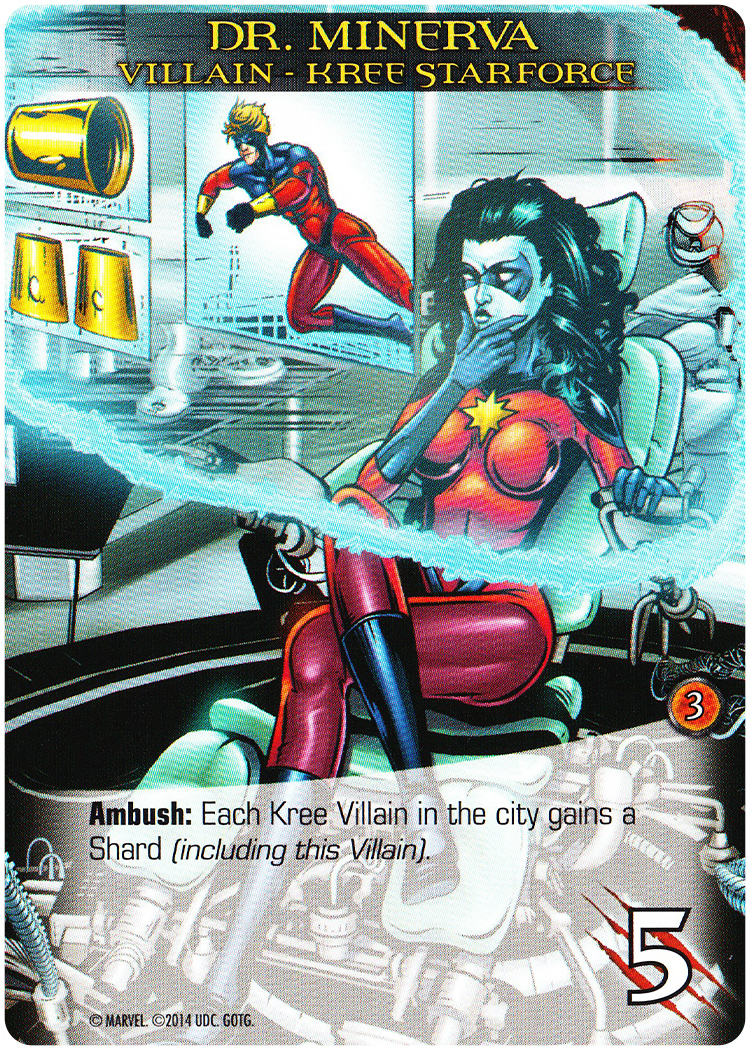 DR. MINERVA
VILLAIN - KREE STARFORCE
3
Ambush: Each Kree Villain in the city gains a
Shard (including this Villain).
5
© MARVEL. ©2014 UDC. GOTG.